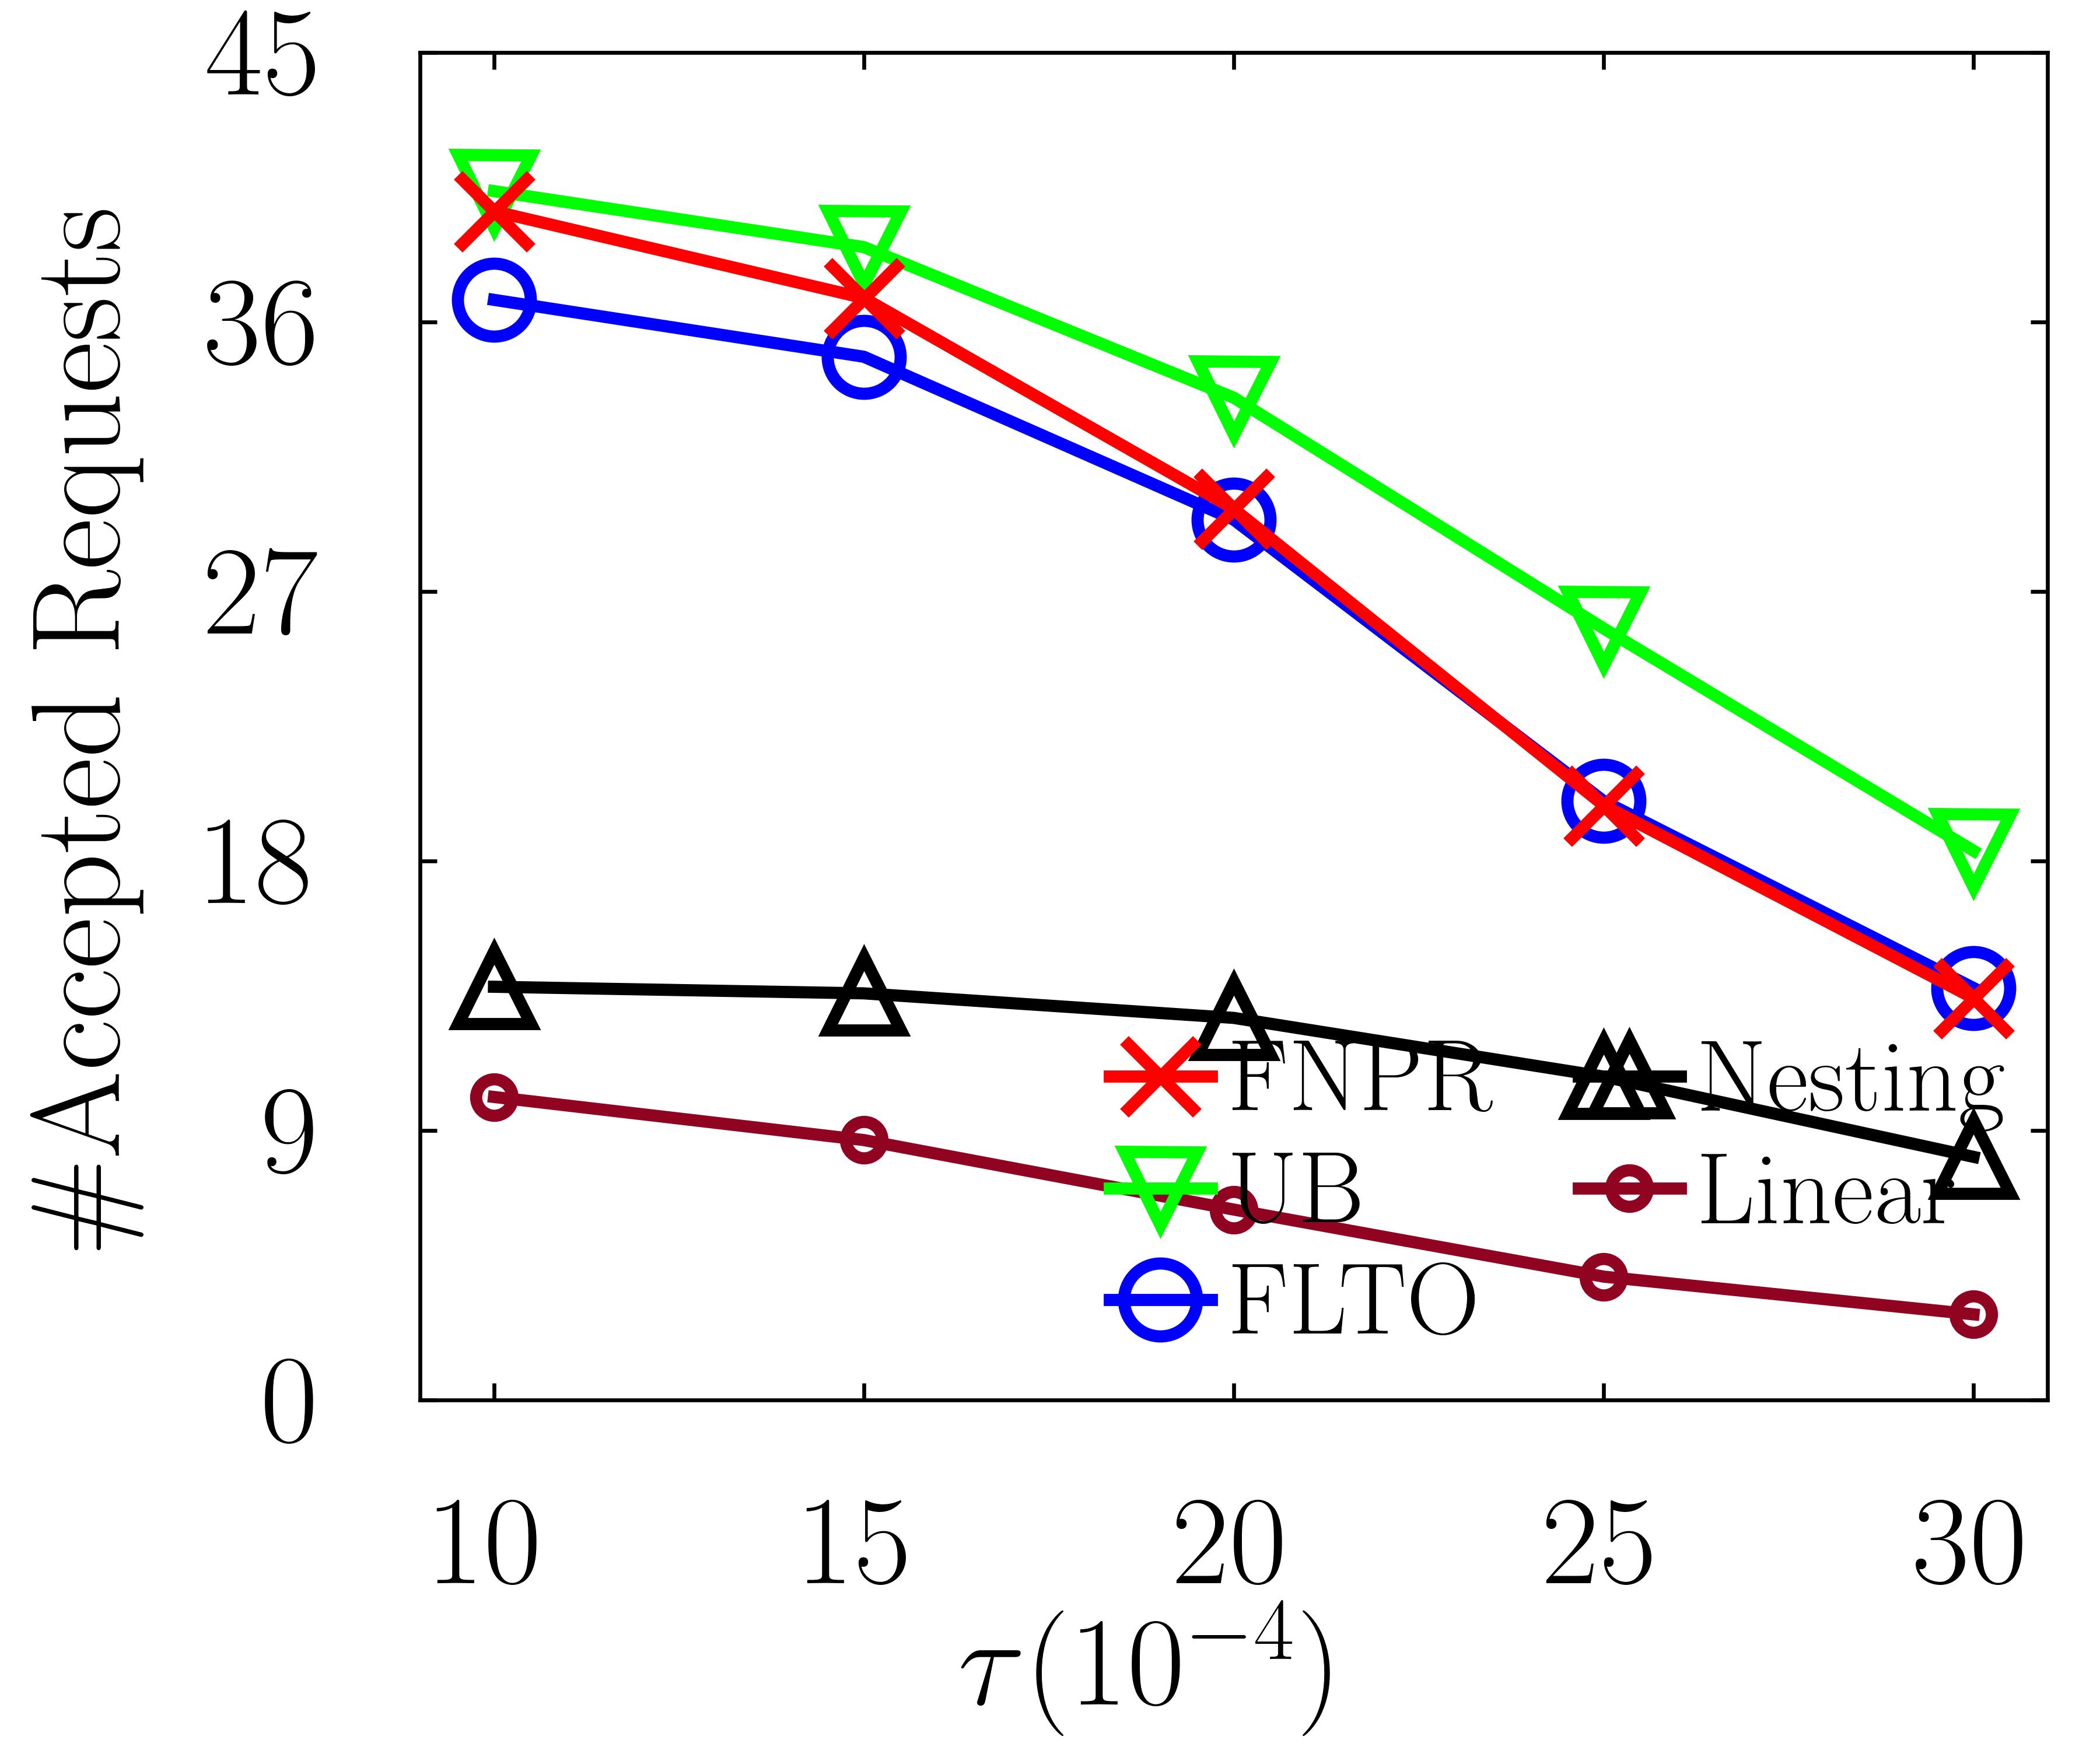 # Accepted Requests
45
36
27
18
9
0
FNPR
UB
FLTO
Nesting
Linear
10 15 20 25 30
τ(10⁻⁴)